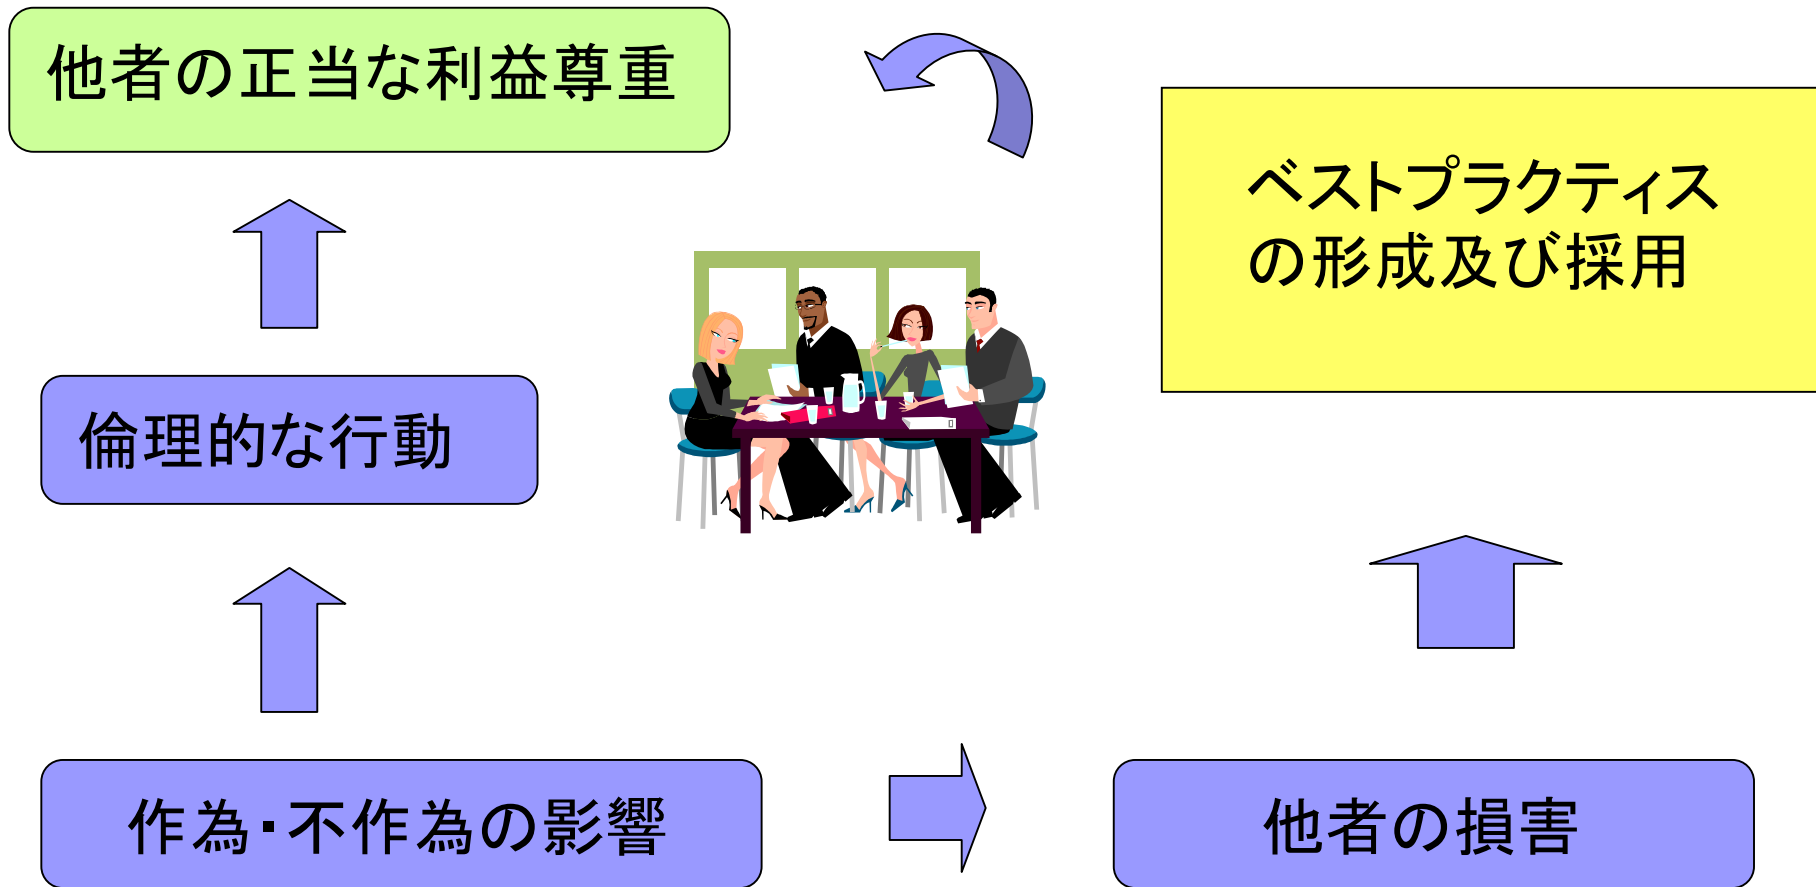 他者の正当な利益尊重
ベストプラクティス
の形成及び採用
倫理的な行動
作為・不作為の影響
他者の損害